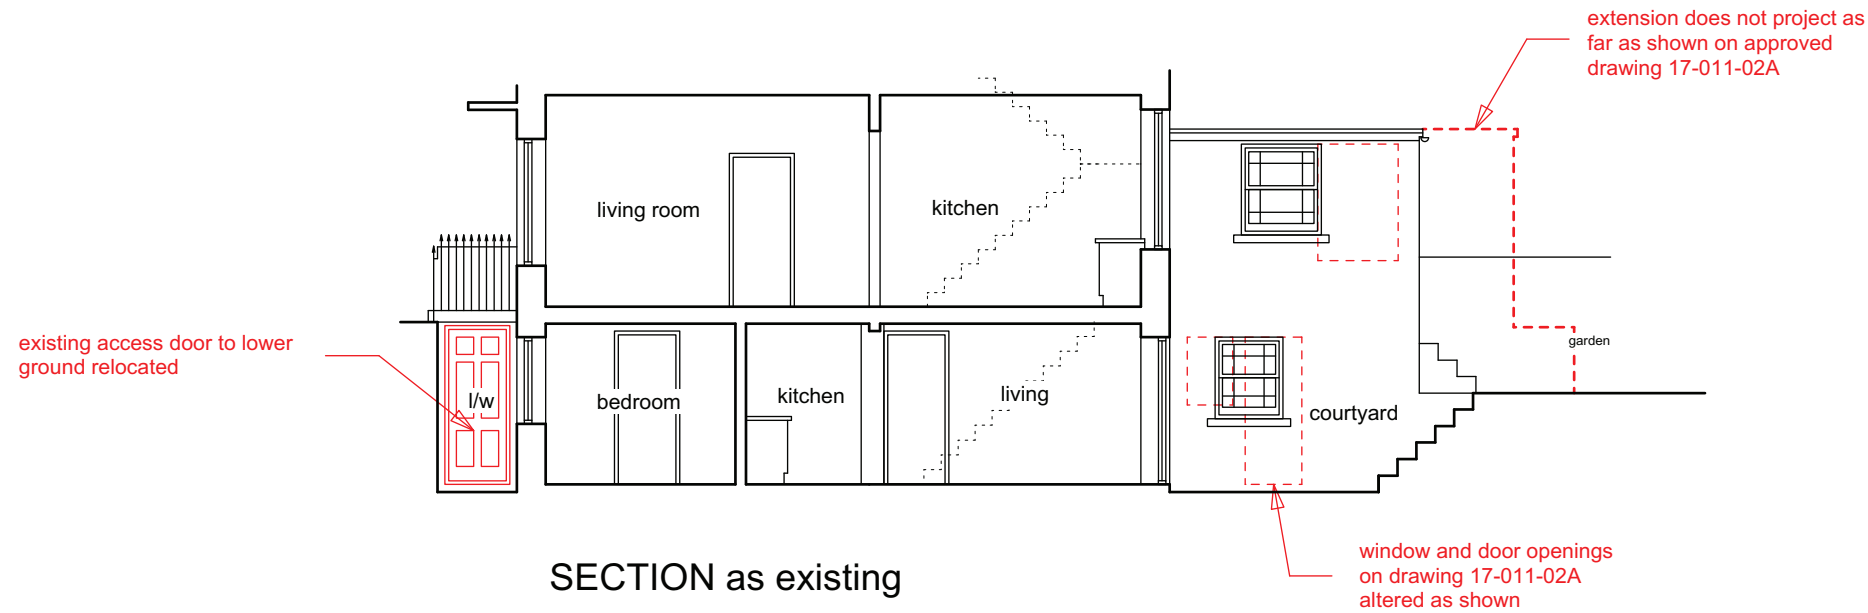 extension does not project as
far as shown on approved
drawing 17-011-02A
living room
kitchen
existing access door to lower
ground relocated
garden
l/w
bedroom
kitchen
living
courtyard
window and door openings
on drawing 17-011-02A
altered as shown
SECTION as existing